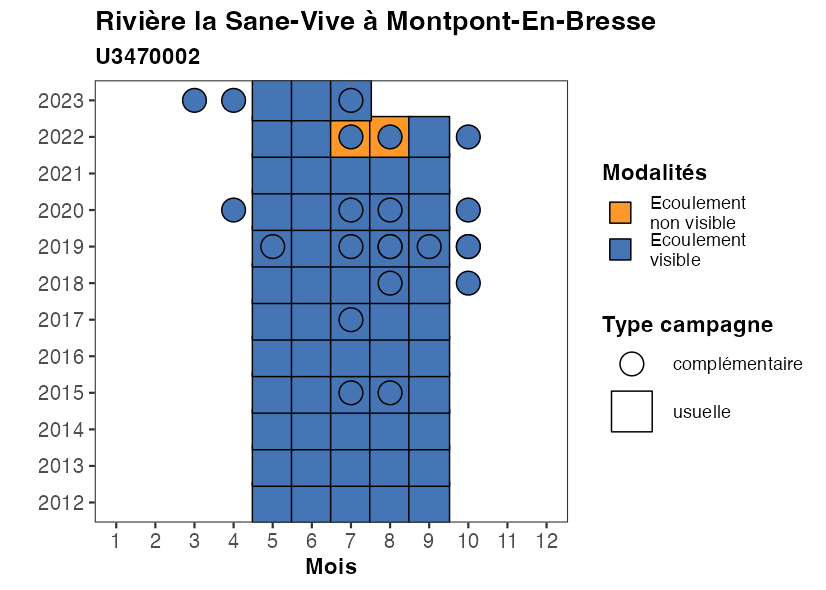 Rivière la Sane-Vive à Montpont-En-Bresse
U3470002
2023
2022
2021
2020
2019
2018
2017
2016
2015
2014
2013
2012
1 2 3 4 5 6 7 8 9 10 11 12
Mois
Modalités
Ecoulement
non visible
Ecoulement
visible
Type campagne
complémentaire
usuelle